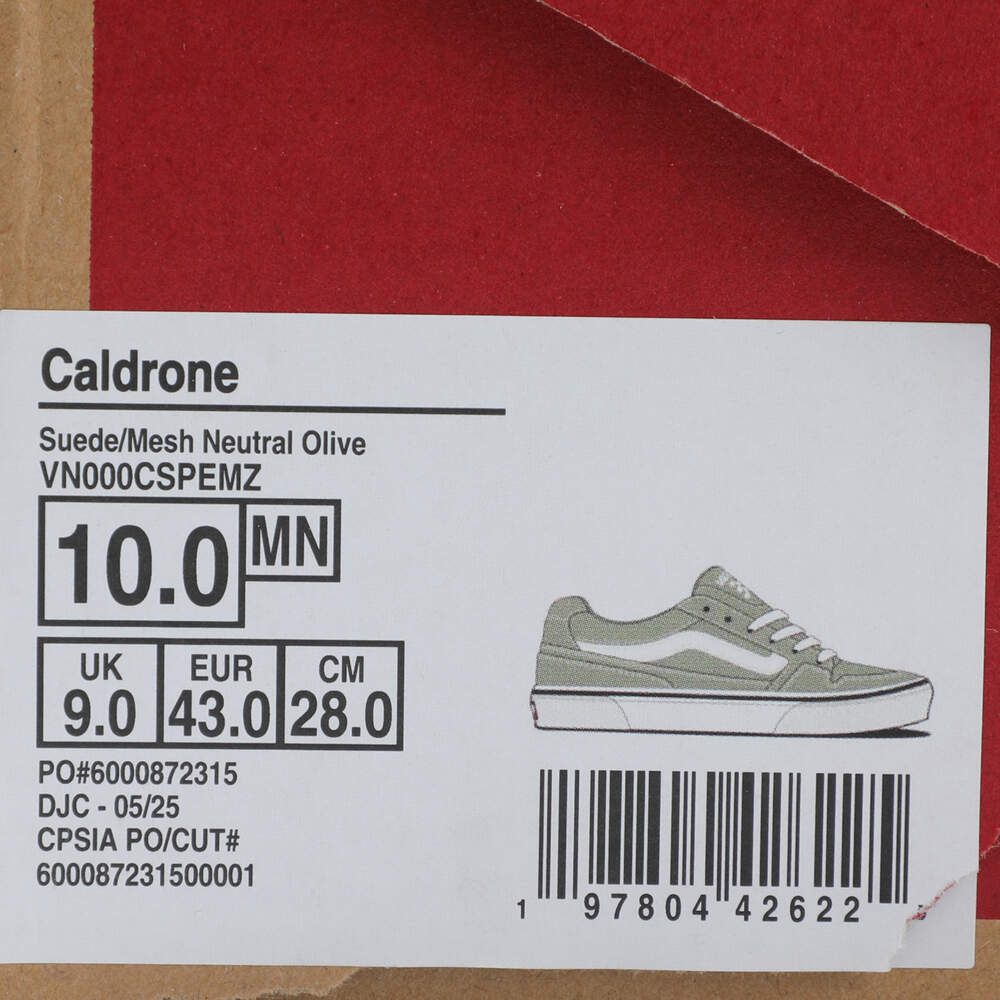 Caldrone
Suede/Mesh Neutral Olive
VN000CSPEMZ
10.0 MN
UK EUR CM
9.0 43.0 28.0
PO#6000872315
DJC - 05/25
CPSIA PO/CUT#
600087231500001
1 97804 42622